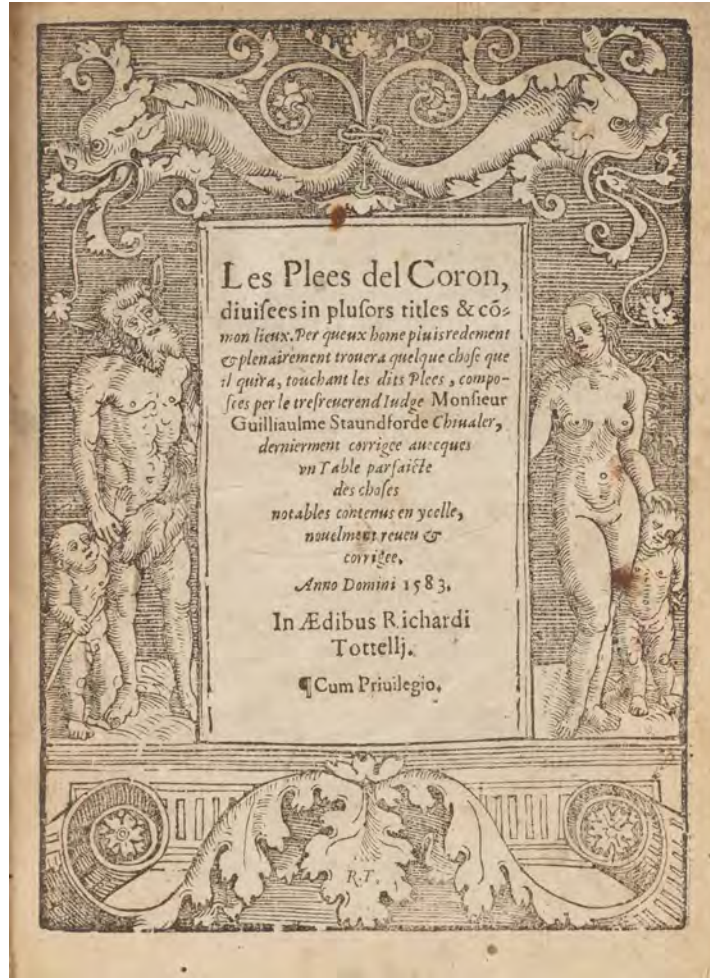 Les Plees del Coron,
diuiſees in pluſors titles & cõ-
mon lieux. Per queux home pluis redement
& plenairement trouera quelque choſe que
il quira, touchant les dits Plees, compo-
ſees per le treſreuerend Iudge Monſieur
Guilliaulme Staundforde Chiualer,
dernierment corrigee auecques
vn Table parfaicte
des choſes
notables contenus en ycelle,
nouelment reueu &
corrigee.
Anno Domini 1583.
In Ædibus Richardi
Tottellj.
¶Cum Priuilegio.
R.T.